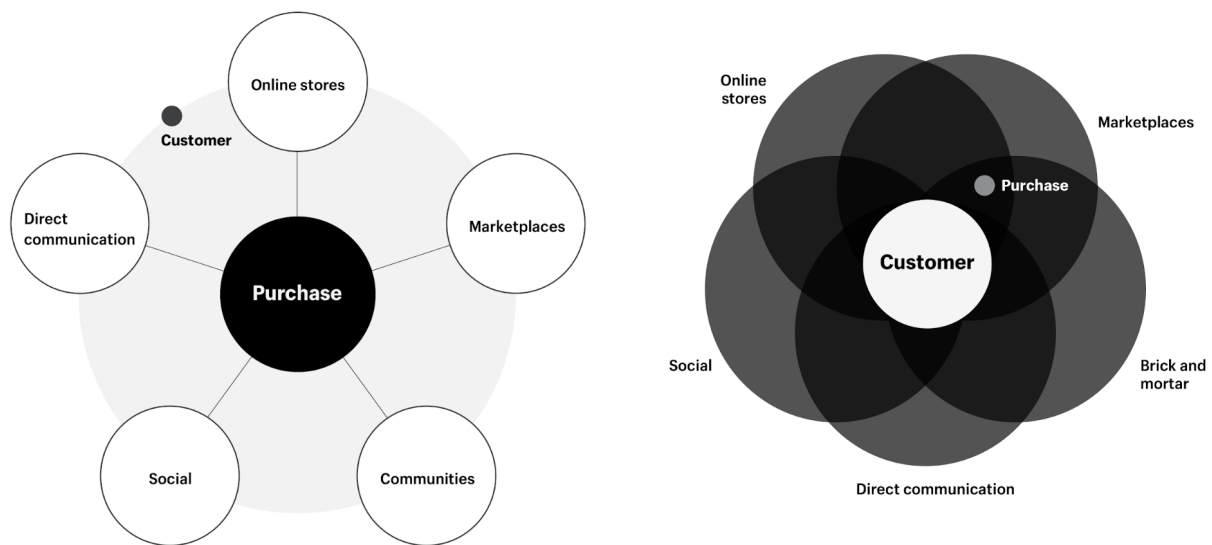 Online stores
Customer
Direct
communication
Marketplaces
Purchase
Social
Communities
Online
stores
Marketplaces
Purchase
Customer
Social
Brick and
mortar
Direct communication